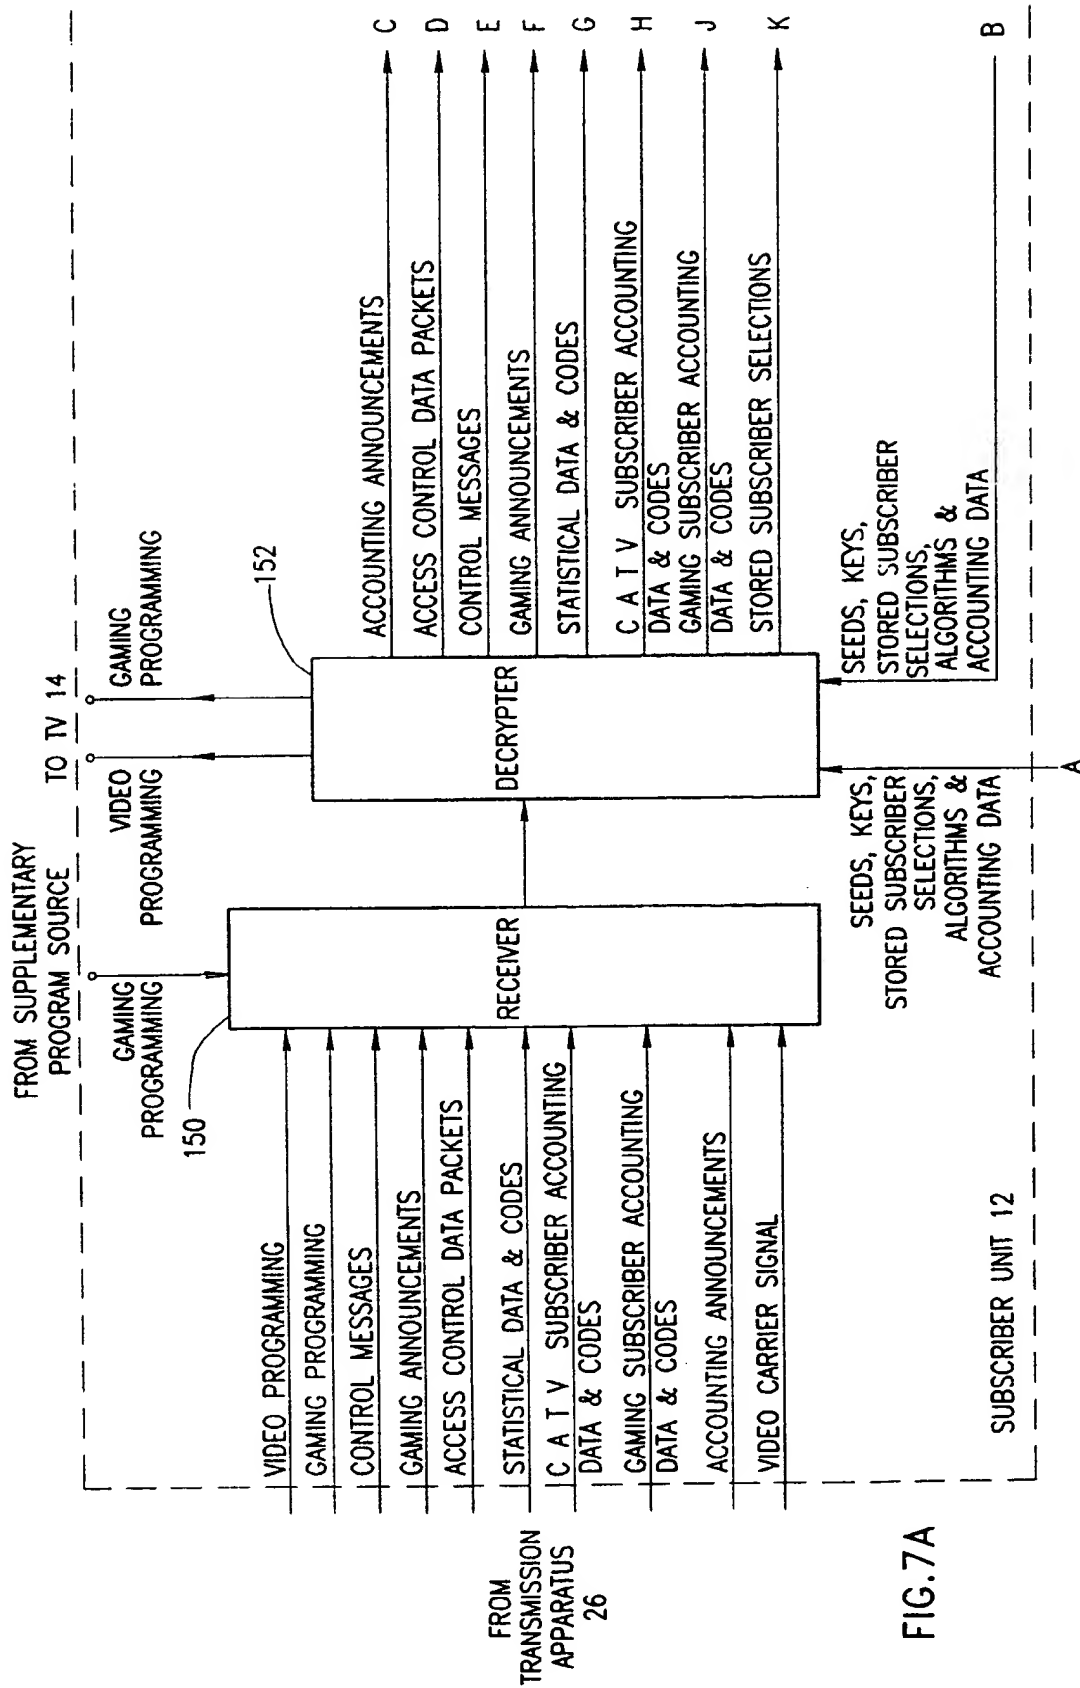 FROM SUPPLEMENTARY
PROGRAM SOURCE
TO TV 14
GAMING
PROGRAMMING
VIDEO
PROGRAMMING
GAMING
PROGRAMMING
150
152
FROM
TRANSMISSION
APPARATUS
26
VIDEO PROGRAMMING
GAMING PROGRAMMING
CONTROL MESSAGES
GAMING ANNOUNCEMENTS
ACCESS CONTROL DATA PACKETS
STATISTICAL DATA & CODES
C A T V SUBSCRIBER ACCOUNTING
DATA & CODES
GAMING SUBSCRIBER ACCOUNTING
DATA & CODES
ACCOUNTING ANNOUNCEMENTS
VIDEO CARRIER SIGNAL
RECEIVER
DECRYPTER
ACCOUNTING ANNOUNCEMENTS
C
ACCESS CONTROL DATA PACKETS
D
CONTROL MESSAGES
E
GAMING ANNOUNCEMENTS
F
STATISTICAL DATA & CODES
G
C A T V SUBSCRIBER ACCOUNTING
DATA & CODES
H
GAMING SUBSCRIBER ACCOUNTING
DATA & CODES
J
STORED SUBSCRIBER SELECTIONS
K
SEEDS, KEYS,
STORED SUBSCRIBER
SELECTIONS,
ALGORITHMS &
ACCOUNTING DATA
A
SEEDS, KEYS,
STORED SUBSCRIBER
SELECTIONS,
ALGORITHMS &
ACCOUNTING DATA
B
SUBSCRIBER UNIT 12
FIG.7A